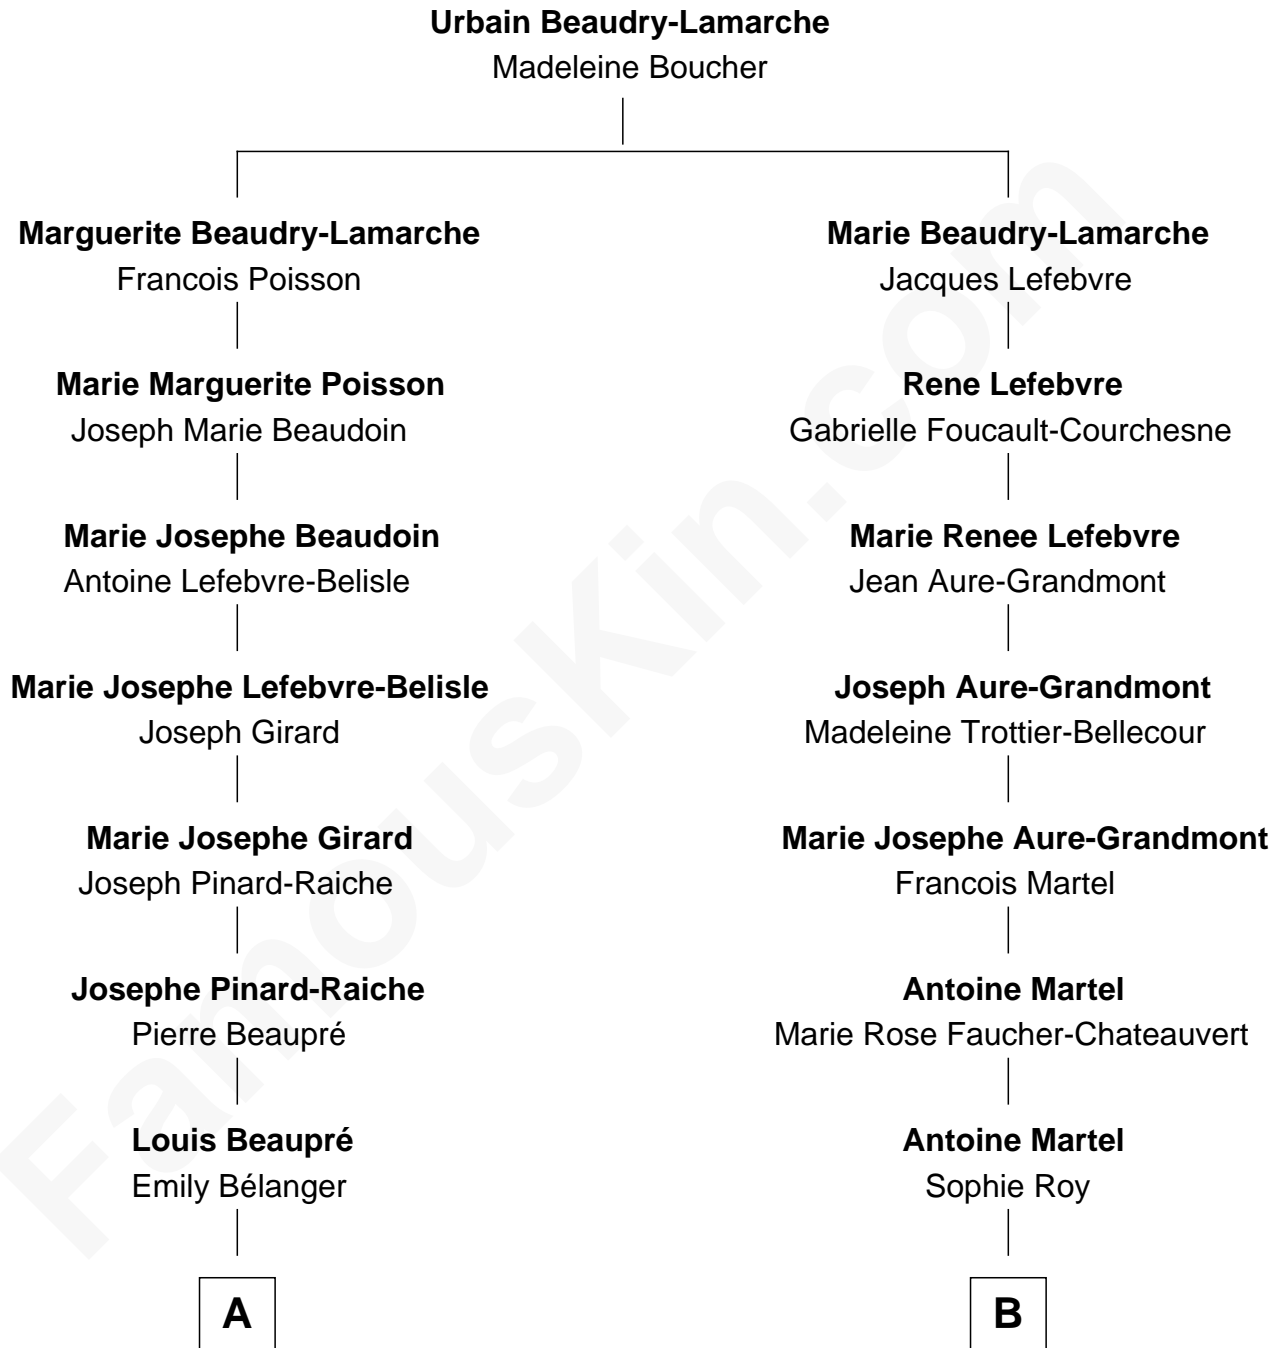 Urbain Beaudry-Lamarche
Madeleine Boucher
Marguerite Beaudry-Lamarche
Francois Poisson
Marie Marguerite Poisson
Joseph Marie Beaudoin
Marie Josephe Beaudoin
Antoine Lefebvre-Belisle
Marie Josephe Lefebvre-Belisle
Joseph Girard
Marie Josephe Girard
Joseph Pinard-Raiche
Josephe Pinard-Raiche
Pierre Beaupré
Louis Beaupré
Emily Bélanger
A
Marie Beaudry-Lamarche
Jacques Lefebvre
Rene Lefebvre
Gabrielle Foucault-Courchesne
Marie Renee Lefebvre
Jean Aure-Grandmont
Joseph Aure-Grandmont
Madeleine Trottier-Bellecour
Marie Josephe Aure-Grandmont
Francois Martel
Antoine Martel
Marie Rose Faucher-Chateauvert
Antoine Martel
Sophie Roy
B
FamousKin.com